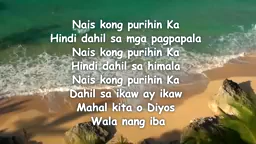 Nais kong purihin Ka
Hindi dahil sa mga pagpapala
Nais kong purihin Ka
Hindi dahil sa himala
Nais kong purihin Ka
Dahil sa ikaw ay ikaw
Mahal kita o Diyos
Wala nang iba